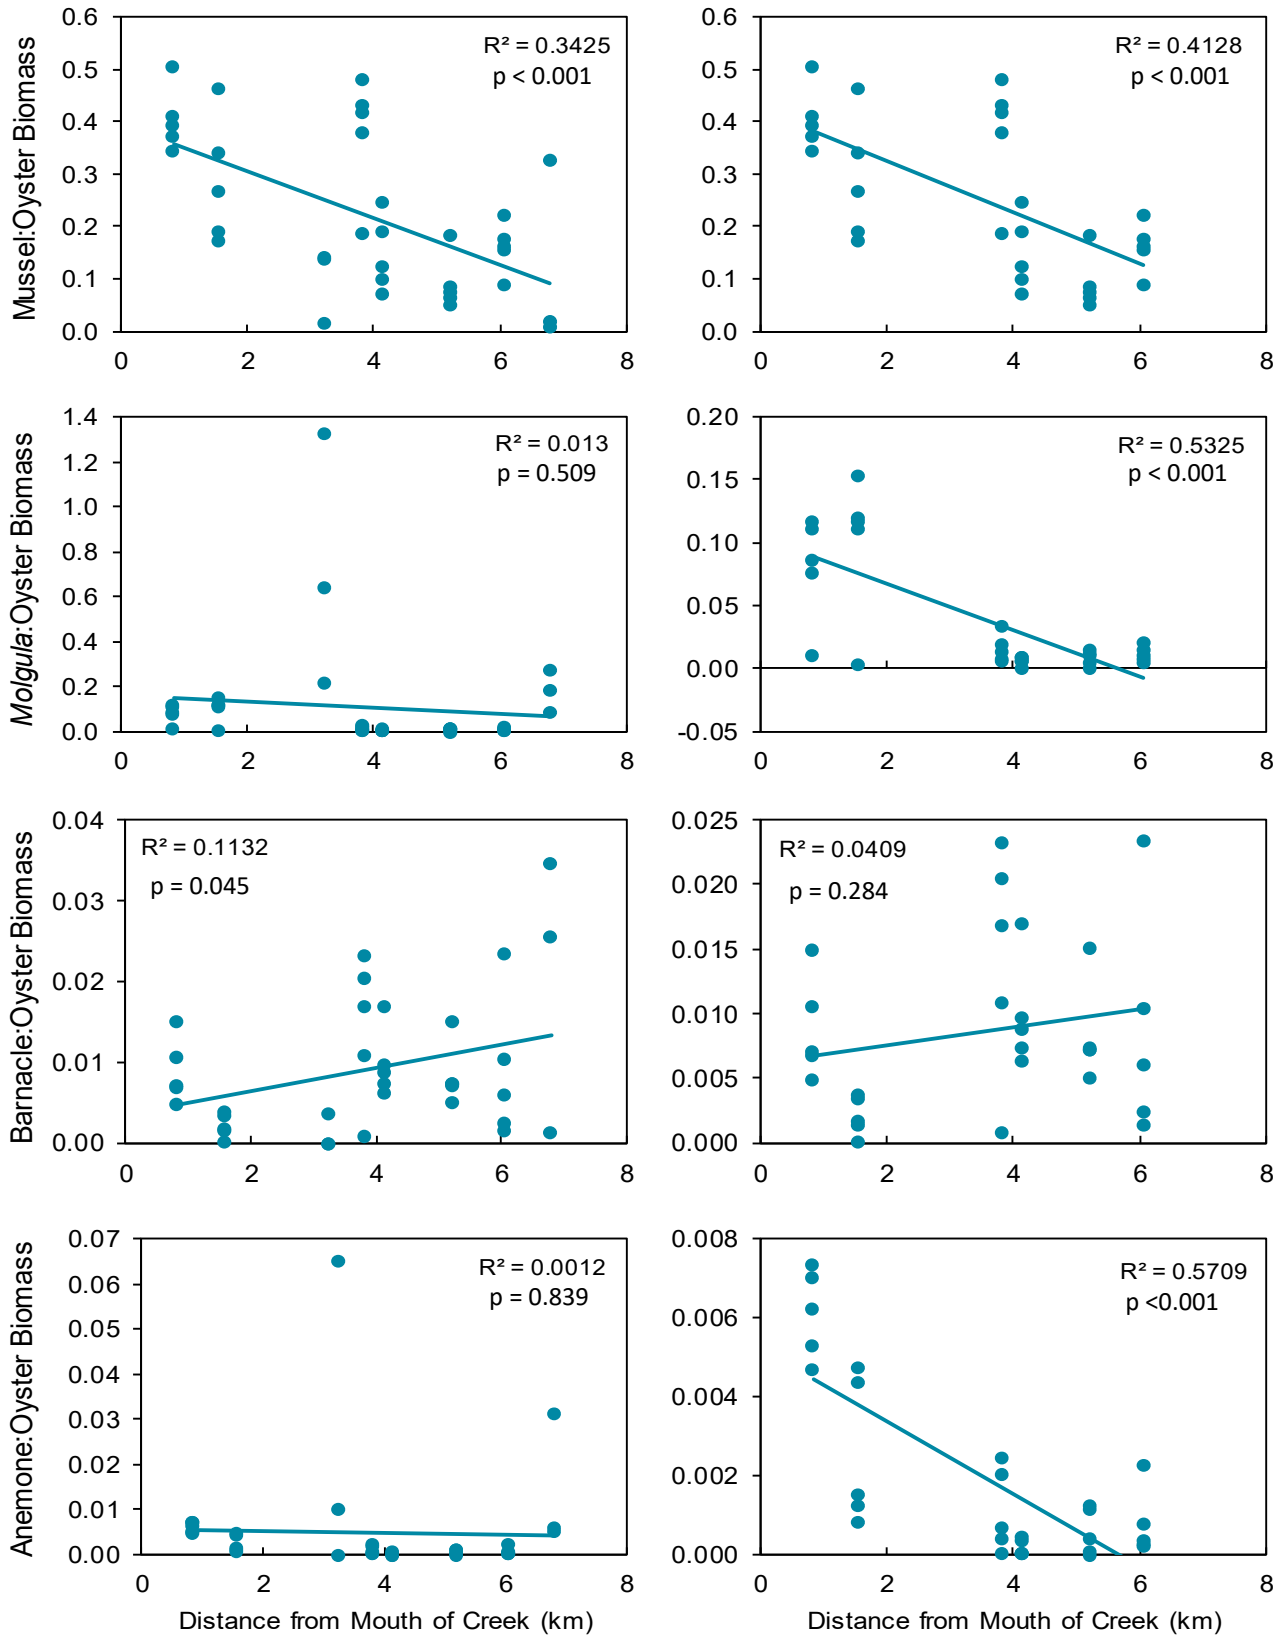 Mussel:Oyster Biomass
0.6
0.5
0.4
0.3
0.2
0.1
0.0
R² = 0.3425
p < 0.001
0 2 4 6 8
0.6
0.5
0.4
0.3
0.2
0.1
0.0
R² = 0.4128
p < 0.001
0 2 4 6 8
Molgula:Oyster Biomass
1.4
1.2
1.0
0.8
0.6
0.4
0.2
0.0
R² = 0.013
p = 0.509
0 2 4 6 8
0.20
0.15
0.10
0.05
0.00
-0.05
R² = 0.5325
p < 0.001
0 2 4 6 8
Barnacle:Oyster Biomass
0.04
0.03
0.02
0.01
0.00
R² = 0.1132
p = 0.045
0 2 4 6 8
0.025
0.020
0.015
0.010
0.005
0.000
R² = 0.0409
p = 0.284
0 2 4 6 8
Anemone:Oyster Biomass
0.07
0.06
0.05
0.04
0.03
0.02
0.01
0.00
R² = 0.0012
p = 0.839
0 2 4 6 8
Distance from Mouth of Creek (km)
0.008
0.006
0.004
0.002
0.000
R² = 0.5709
p <0.001
0 2 4 6 8
Distance from Mouth of Creek (km)